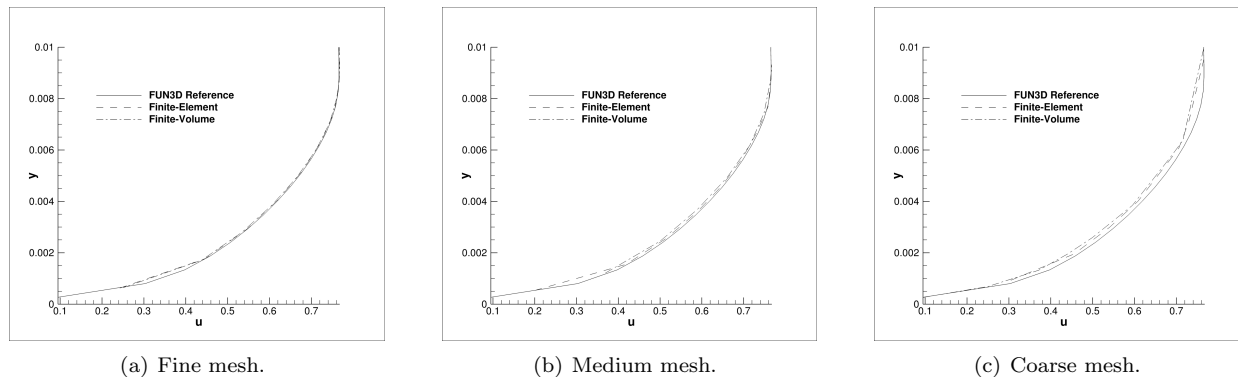 0.01
0.008
FUN3D Reference
Finite-Element
Finite-Volume
0.006
y
0.004
0.002
0
0.1 0.2 0.3 0.4 0.5 0.6 0.7
u
(a) Fine mesh.
0.01
0.008
FUN3D Reference
Finite-Element
Finite-Volume
0.006
y
0.004
0.002
0
0.1 0.2 0.3 0.4 0.5 0.6 0.7
u
(b) Medium mesh.
0.01
0.008
FUN3D Reference
Finite-Element
Finite-Volume
0.006
y
0.004
0.002
0
0.1 0.2 0.3 0.4 0.5 0.6 0.7
u
(c) Coarse mesh.